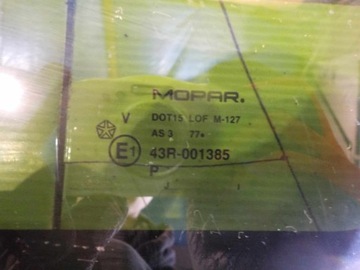 MOPAR.
V DOT15 LOF M-127
AS 3 77
E1 43R-001385
P
J I